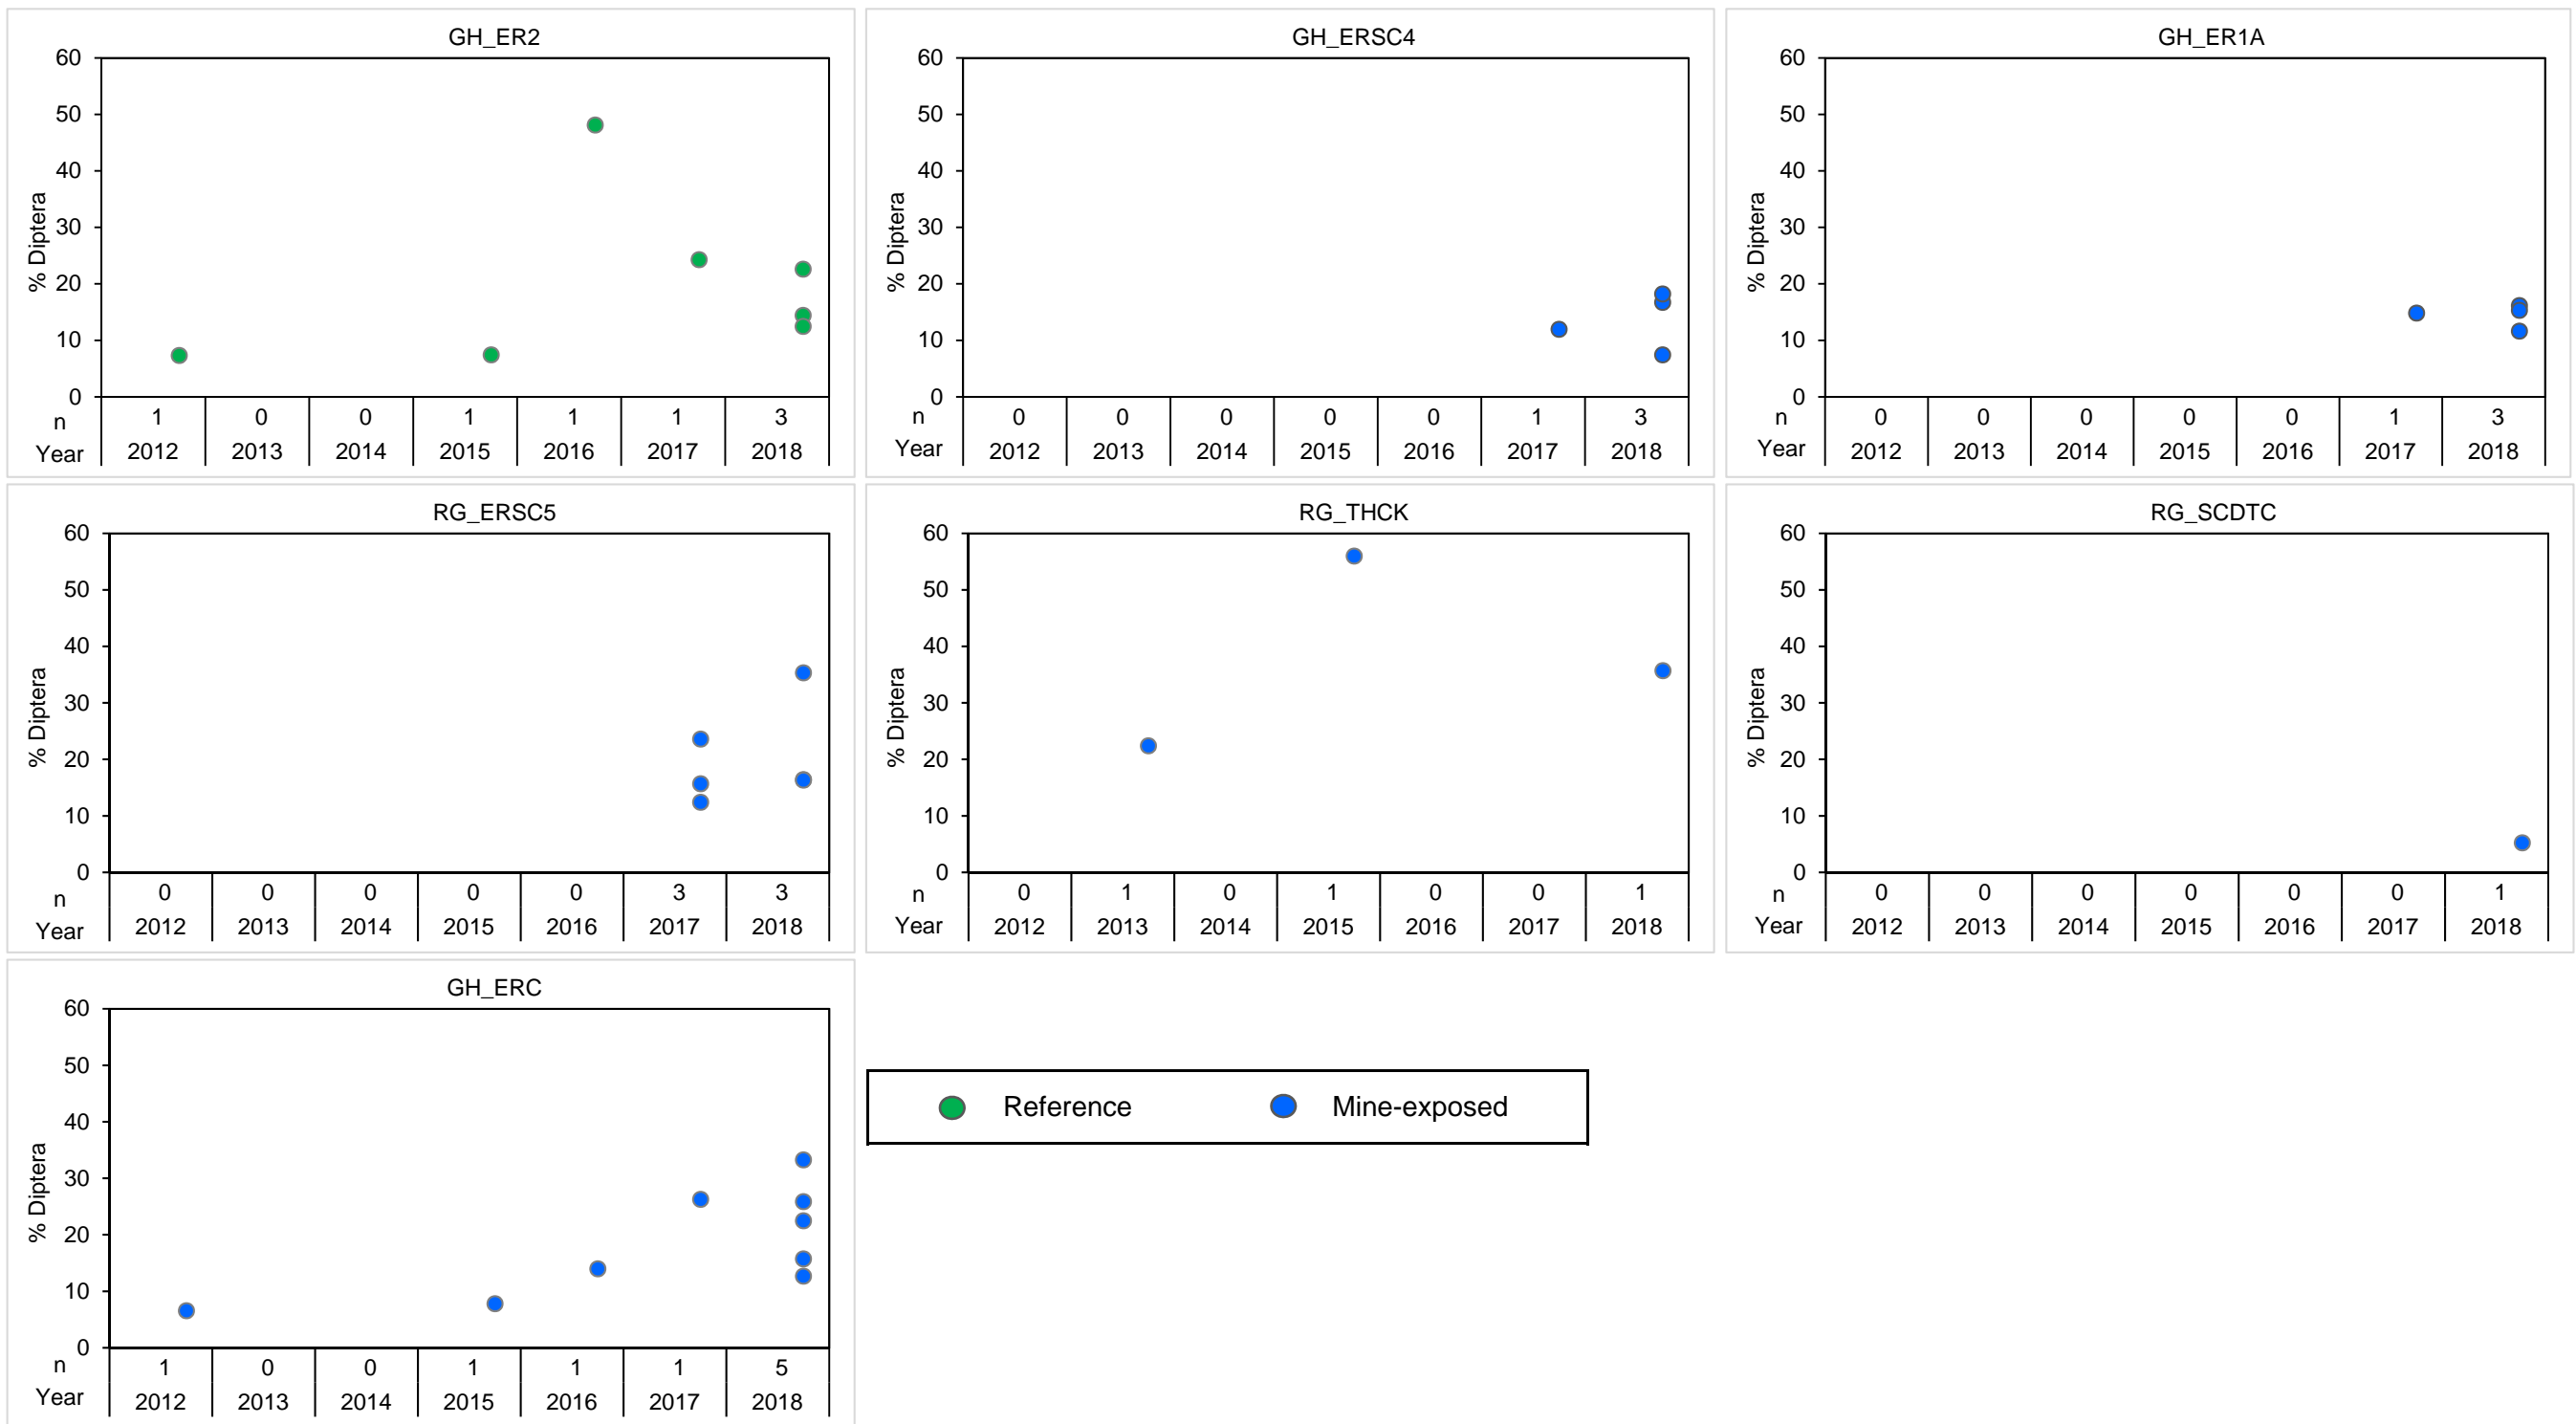 GH_ER2
60
50
40
30
20
10
0
% Diptera
n 1 0 0 1 1 1 3
Year 2012 2013 2014 2015 2016 2017 2018
GH_ERSC4
60
50
40
30
20
10
0
% Diptera
n 0 0 0 0 0 1 3
Year 2012 2013 2014 2015 2016 2017 2018
GH_ER1A
60
50
40
30
20
10
0
% Diptera
n 0 0 0 0 0 1 3
Year 2012 2013 2014 2015 2016 2017 2018
RG_ERSC5
60
50
40
30
20
10
0
% Diptera
n 0 0 0 0 0 3 3
Year 2012 2013 2014 2015 2016 2017 2018
RG_THCK
60
50
40
30
20
10
0
% Diptera
n 0 1 0 1 0 0 1
Year 2012 2013 2014 2015 2016 2017 2018
RG_SCDTC
60
50
40
30
20
10
0
% Diptera
n 0 0 0 0 0 0 1
Year 2012 2013 2014 2015 2016 2017 2018
GH_ERC
60
50
40
30
20
10
0
% Diptera
n 1 0 0 1 1 1 5
Year 2012 2013 2014 2015 2016 2017 2018
Reference Mine-exposed